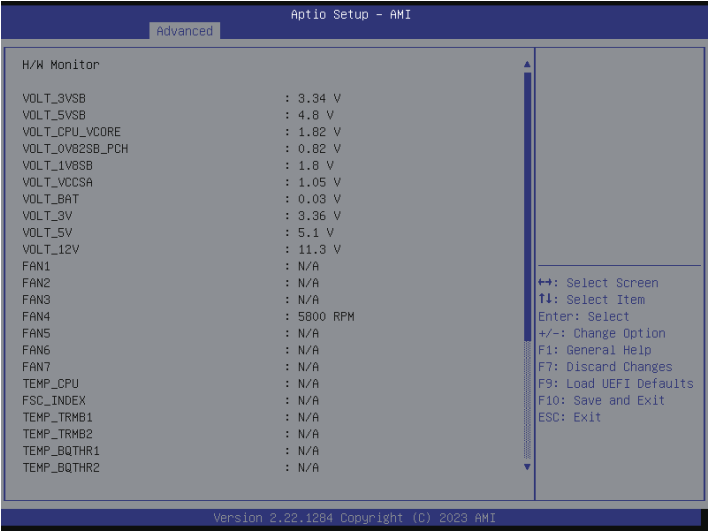 Aptio Setup - AMI
Advanced
H/W Monitor
VOLT_3VSB : 3.34 V
VOLT_5VSB : 4.8 V
VOLT_CPU_VCORE : 1.82 V
VOLT_0V82SB_PCH : 0.82 V
VOLT_1V8SB : 1.8 V
VOLT_VCCSA : 1.05 V
VOLT_BAT : 0.03 V
VOLT_3V : 3.36 V
VOLT_5V : 5.1 V
VOLT_12V : 11.3 V
FAN1 : N/A
FAN2 : N/A
FAN3 : N/A
FAN4 : 5800 RPM
FAN5 : N/A
FAN6 : N/A
FAN7 : N/A
TEMP_CPU : N/A
FSC_INDEX : N/A
TEMP_TRMB1 : N/A
TEMP_TRMB2 : N/A
TEMP_BQTHR1 : N/A
TEMP_BQTHR2 : N/A
↔: Select Screen
↑↓: Select Item
Enter: Select
+/-: Change Option
F1: General Help
F7: Discard Changes
F9: Load UEFI Defaults
F10: Save and Exit
ESC: Exit
Version 2.22.1284 Copyright (C) 2023 AMI